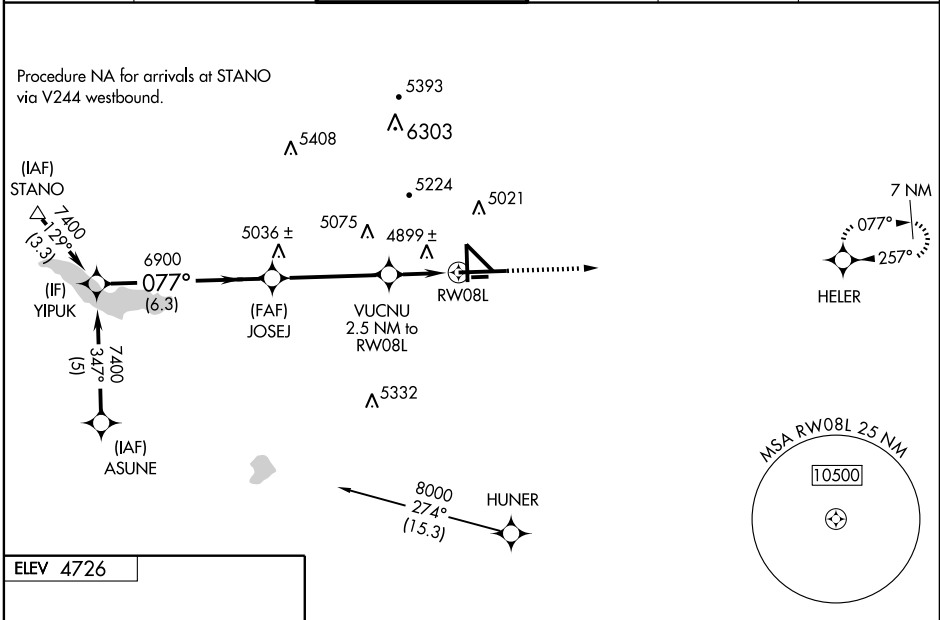 Procedure NA for arrivals at STANO
via V244 westbound.
5393
6303
5408
(IAF)
STANO
7400
129°
(3.3)
5224
5021
7 NM
077°
257°
HELER
5075
5036 ±
4899 ±
6900
077°
(6.3)
(IF)
YIPUK
(FAF)
JOSEJ
VUCNU
2.5 NM to
RW08L
RW08L
7400
347°
(5)
(IAF)
ASUNE
5332
MSA RW08L 25 NM
10500
8000
274°
(15.3)
HUNER
ELEV 4726